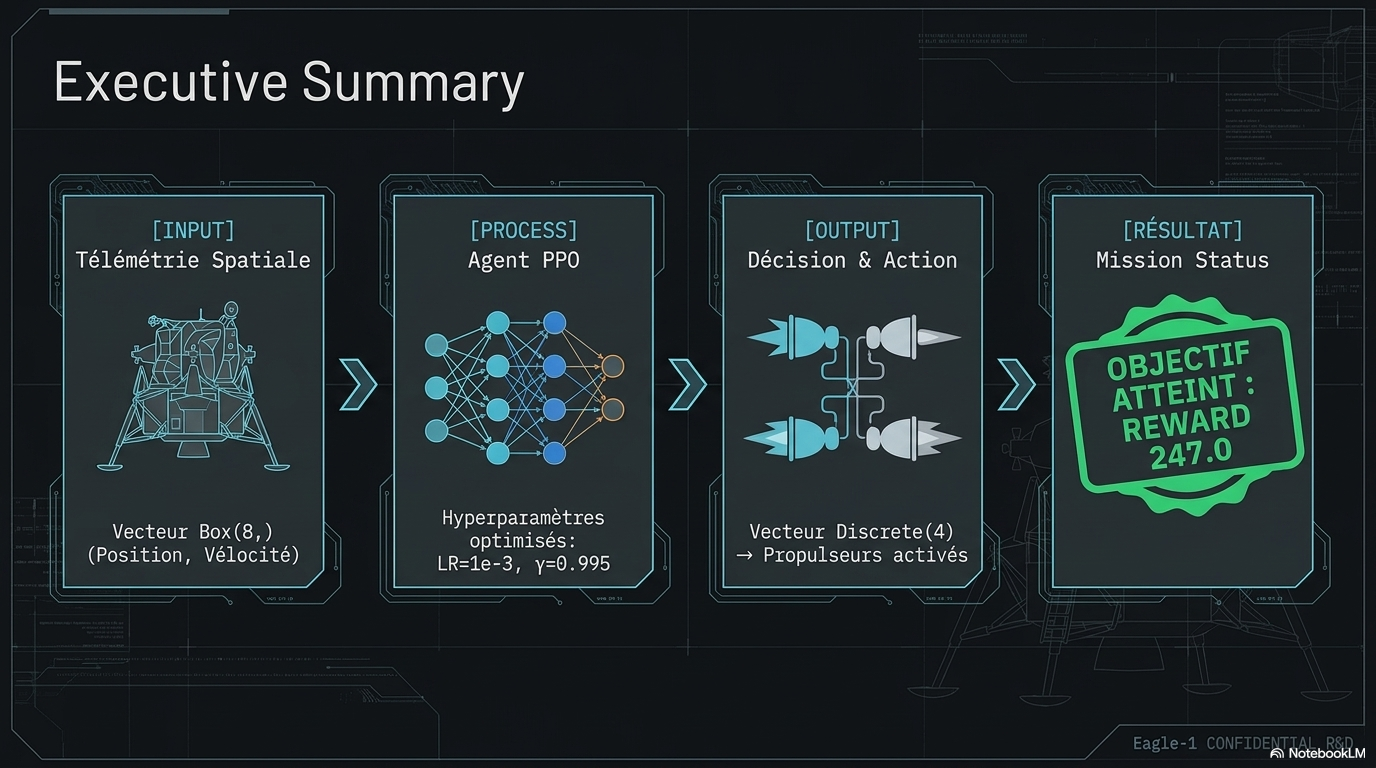 Executive Summary
[INPUT]
Télémétrie Spatiale
Vecteur Box(8,)
(Position, Vélocité)
[PROCESS]
Agent PPO
Hyperparamètres
optimisés:
LR=1e-3, γ=0.995
[OUTPUT]
Décision & Action
Vecteur Discrete(4)
→ Propulseurs activés
[RÉSULTAT]
Mission Status
OBJECTIF
ATTEINT :
REWARD
247.0
Eagle-1 CONFIDENTIAL R&D
NotebookLM